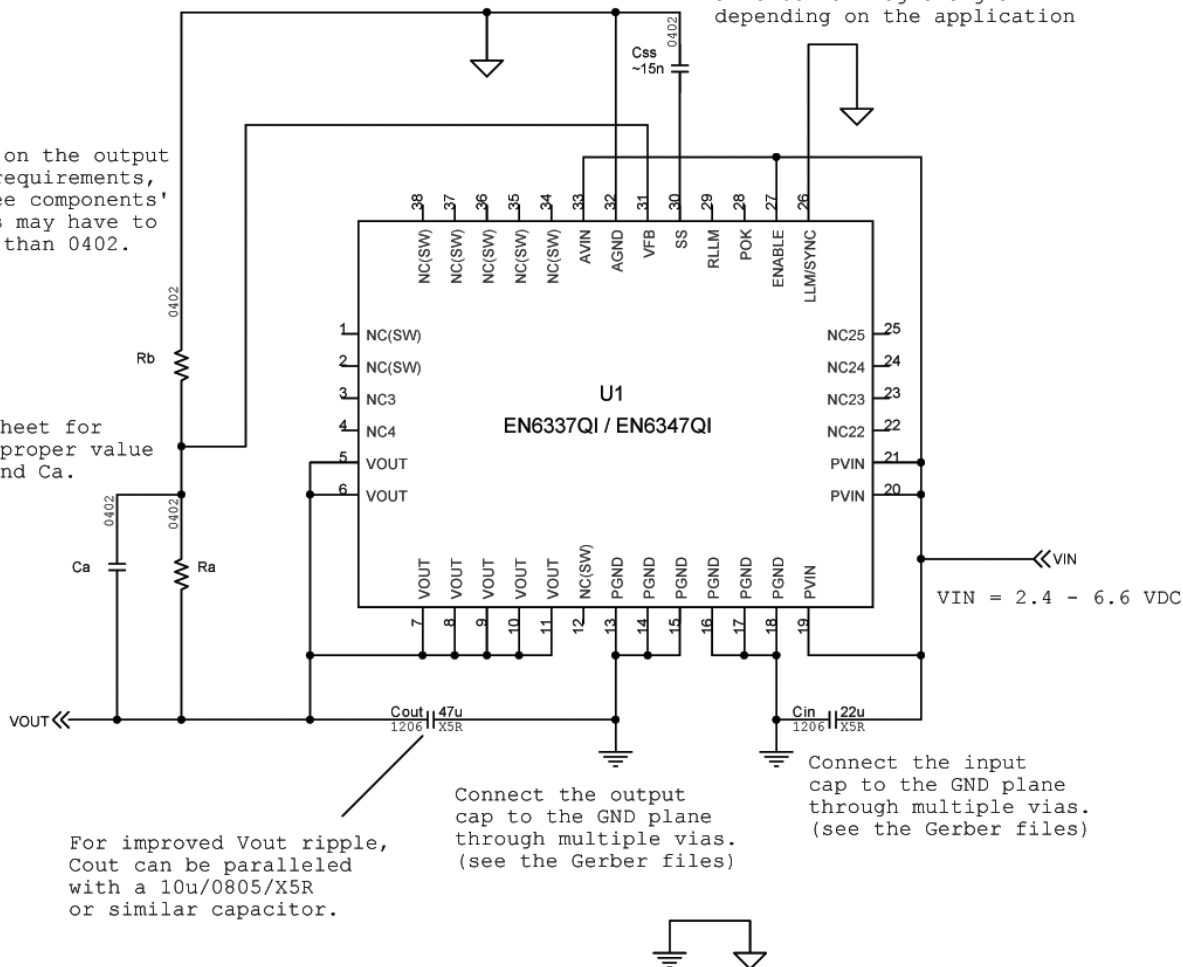 depending on the application
0402
Css
~15n
on the output
requirements,
ee components'
s may have to
than 0402.
38
37
36
35
34
33
32
31
30
29
28
27
26
NC(SW)
NC(SW)
NC(SW)
NC(SW)
NC(SW)
AVIN
AGND
VFB
SS
RLLM
POK
ENABLE
LLM/SYNC
0402
Rb
1 NC(SW)
2 NC(SW)
3 NC3
4 NC4
5 VOUT
6 VOUT
U1
EN6337QI / EN6347QI
NC25 25
NC24 24
NC23 23
NC22 22
PVIN 21
PVIN 20
heet for
proper value
nd Ca.
0402
0402
Ca
Ra
VOUT
VOUT
VOUT
VOUT
VOUT
NC(SW)
PGND
PGND
PGND
PGND
PGND
PGND
PVIN
7
8
9
10
11
12
13
14
15
16
17
18
19
VIN
VIN = 2.4 - 6.6 VDC
VOUT
Cout 47u
1206 X5R
Cin 22u
1206 X5R
Connect the input
cap to the GND plane
through multiple vias.
(see the Gerber files)
Connect the output
cap to the GND plane
through multiple vias.
(see the Gerber files)
For improved Vout ripple,
Cout can be paralleled
with a 10u/0805/X5R
or similar capacitor.